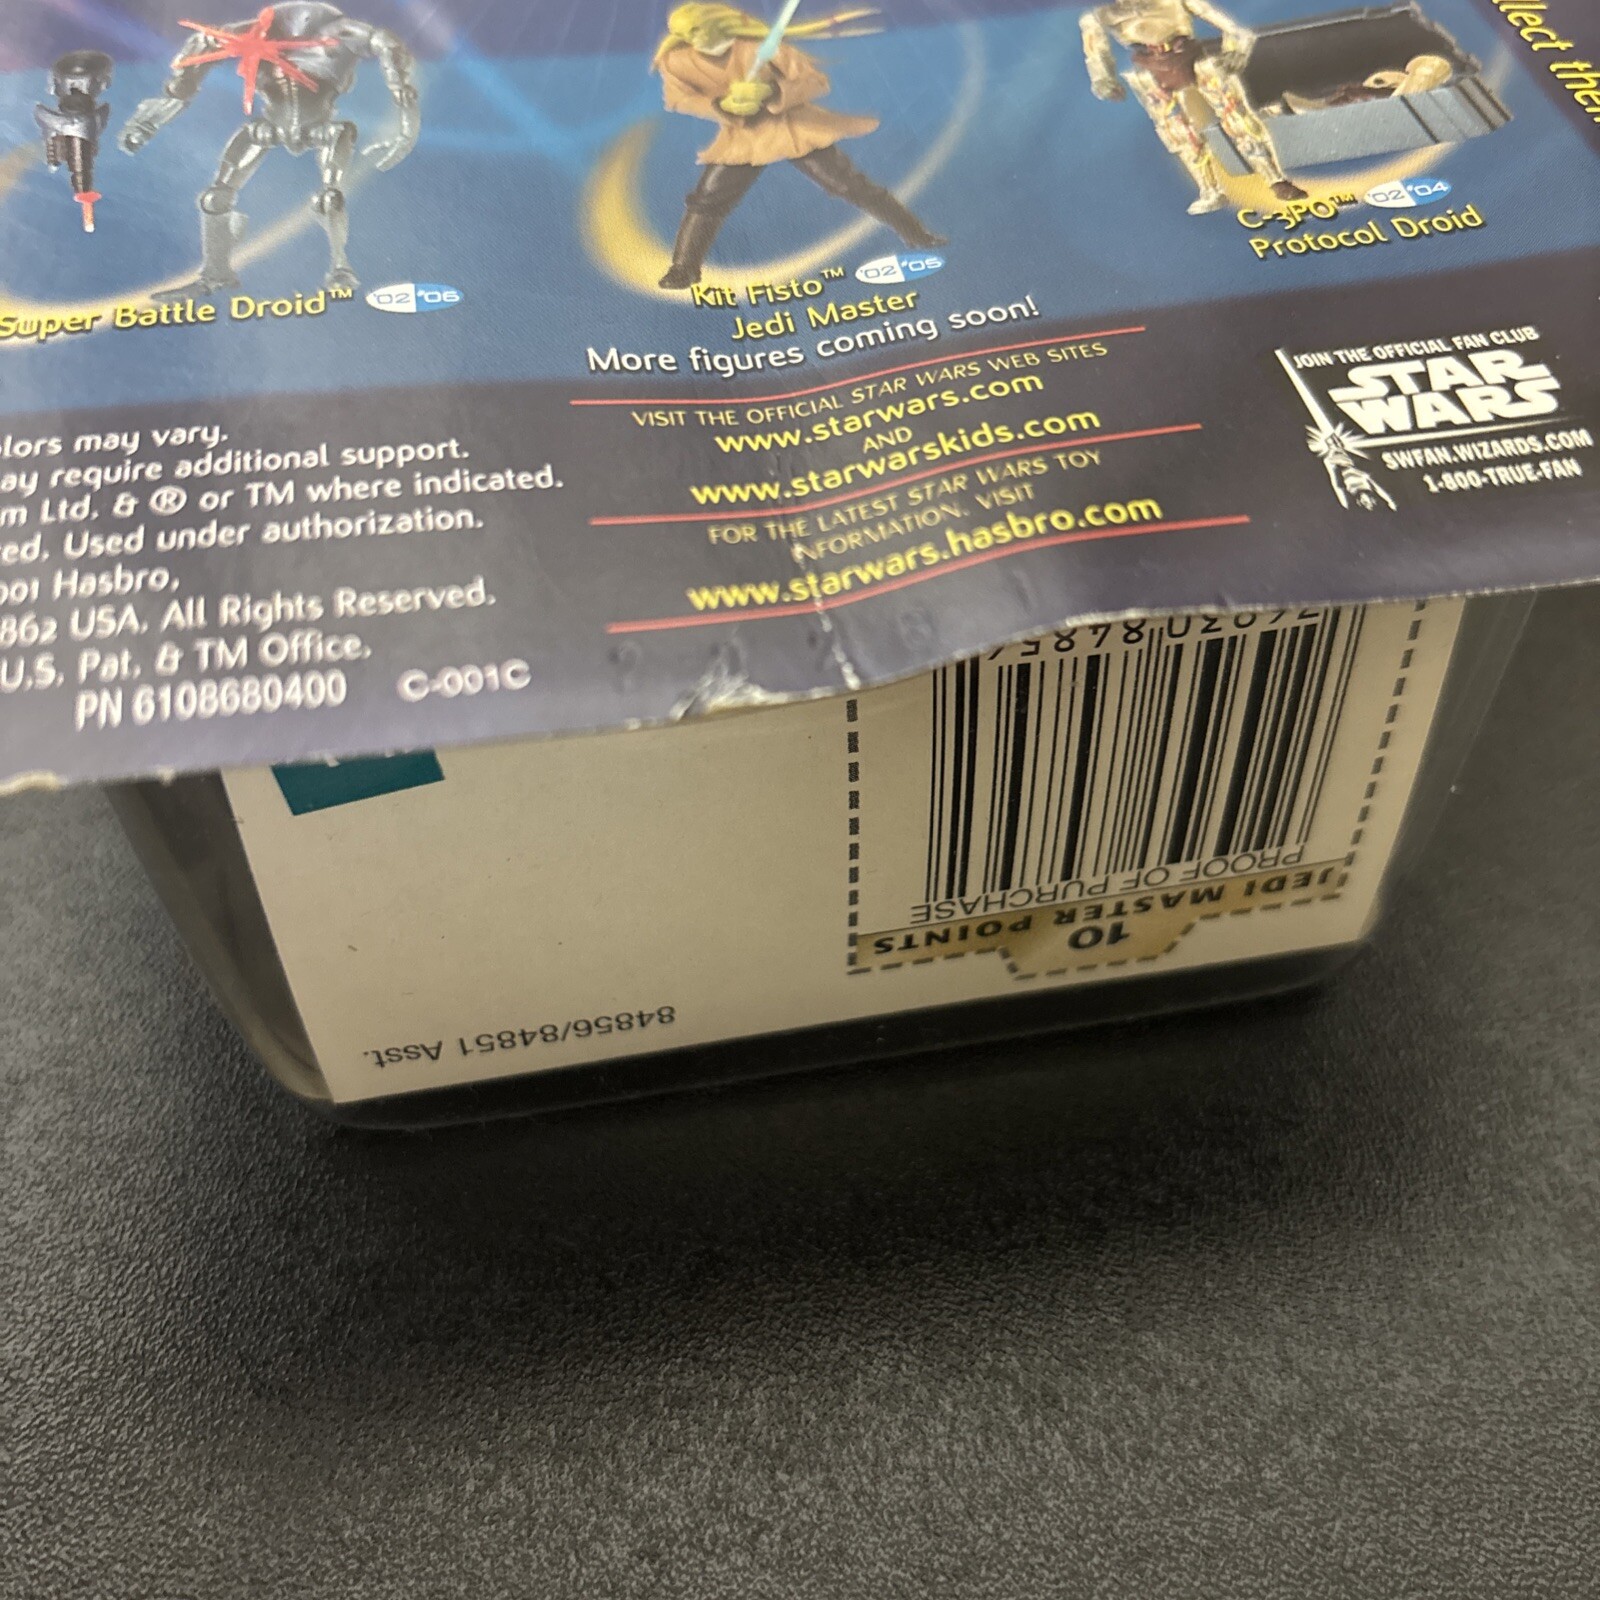 llect the
Super Battle Droid™ '02 #06
Kit Fisto™ '02 #05
Jedi Master
C-3PO™ '02 #04
Protocol Droid
More figures coming soon!
VISIT THE OFFICIAL STAR WARS WEB SITES
www.starwars.com
AND
www.starwarskids.com
FOR THE LATEST STAR WARS TOY
INFORMATION, VISIT
www.starwars.hasbro.com
JOIN THE OFFICIAL FAN CLUB
STAR
WARS
SWFAN.WIZARDS.COM
1-800-TRUE-FAN
lors may vary.
ay require additional support.
m Ltd. & ® or TM where indicated.
ed. Used under authorization.
001 Hasbro.
862 USA. All Rights Reserved.
U.S. Pat. & TM Office.
PN 6108680400 C-001C
PROOF OF PURCHASE
JEDI MASTER POINTS
10
84856/84851 Asst.